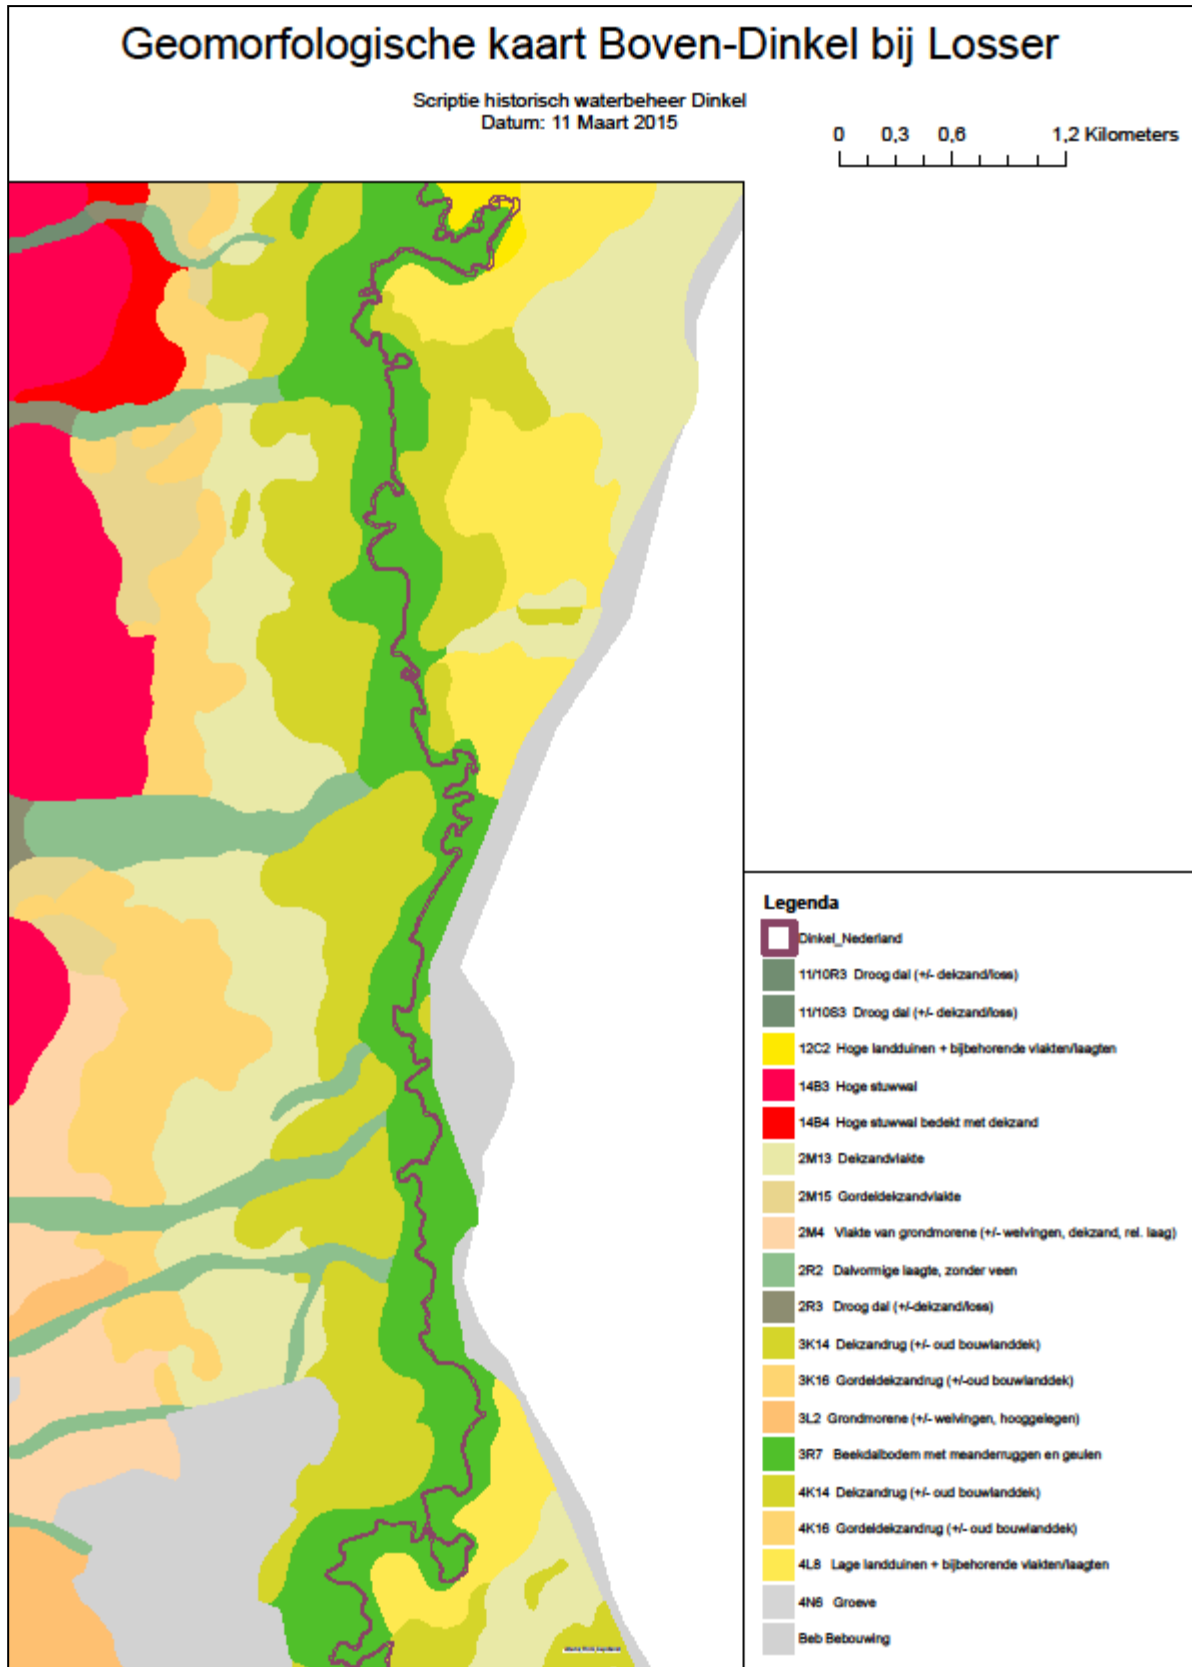 Geomorfologische kaart Boven-Dinkel bij Losser
Scriptie historisch waterbeheer Dinkel
Datum: 11 Maart 2015
0 0,3 0,6 1,2 Kilometers
Legenda
Dinkel_Nederland
11/10R3 Droog dal (+/- dekzand/loss)
11/10S3 Droog dal (+/- dekzand/loss)
12C2 Hoge landduinen + bijbehorende vlakten/laagten
14B3 Hoge stuwwal
14B4 Hoge stuwwal bedekt met dekzand
2M13 Dekzandvlakte
2M15 Gordeldekzandvlakte
2M4 Vlakte van grondmorene (+/- welvingen, dekzand, rel. laag)
2R2 Dalvormige laagte, zonder veen
2R3 Droog dal (+/-dekzand/loss)
3K14 Dekzandrug (+/- oud bouwlanddek)
3K16 Gordeldekzandrug (+/-oud bouwlanddek)
3L2 Grondmorene (+/- welvingen, hooggelegen)
3R7 Beekdalbodem met meanderruggen en geulen
4K14 Dekzandrug (+/- oud bouwlanddek)
4K16 Gordeldekzandrug (+/- oud bouwlanddek)
4L8 Lage landduinen + bijbehorende vlakten/laagten
4N6 Groeve
Beb Bebouwing